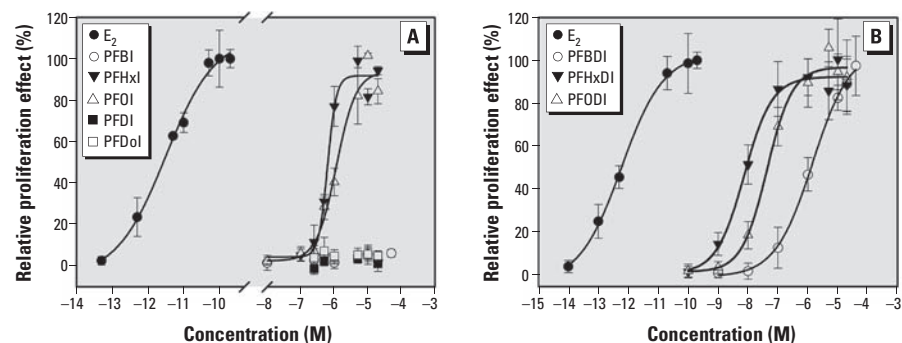 A
Relative proliferation effect (%)
120
100
80
60
40
20
0
E2
PFBI
PFHxI
PFOI
PFDI
PFDoI
−14 −13 −12 −11 −10 −8 −7 −6 −5 −4 −3
Concentration (M)
B
Relative proliferation effect (%)
120
100
80
60
40
20
0
E2
PFBDI
PFHxDI
PFODI
−15 −14 −13 −12 −11 −10 −9 −8 −7 −6 −5 −4 −3
Concentration (M)